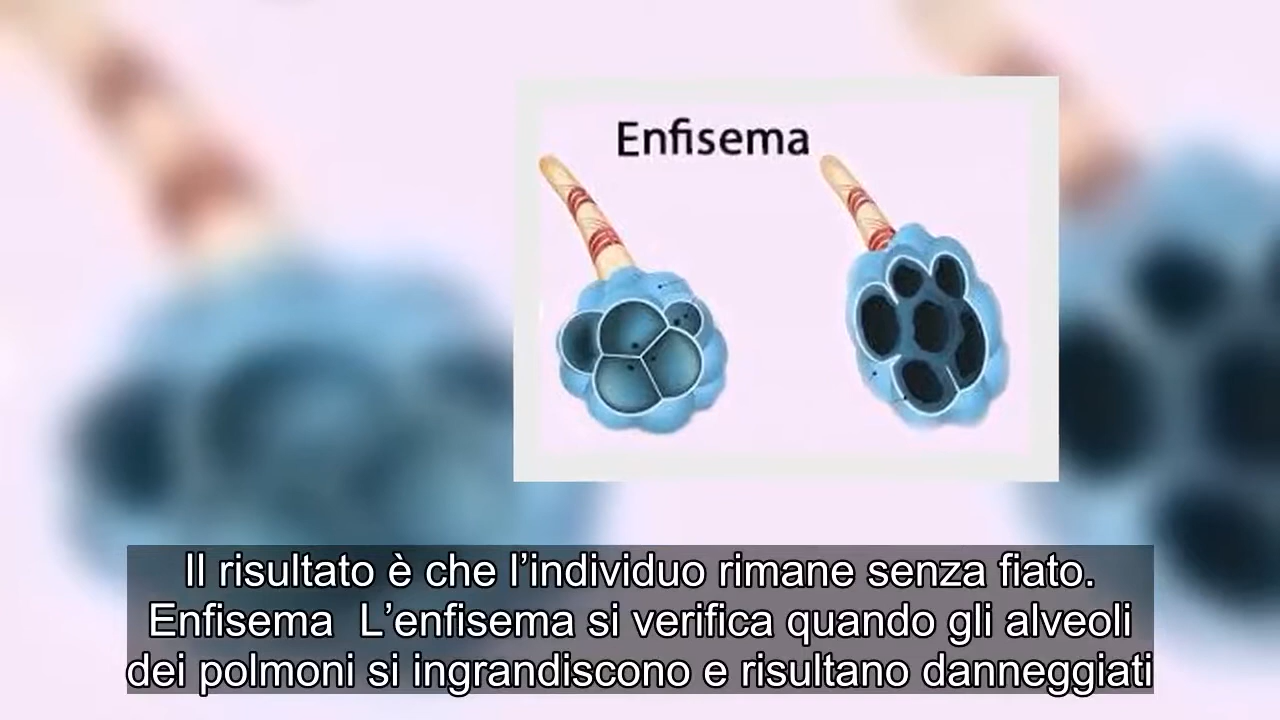 Enfisema
Il risultato è che l’individuo rimane senza fiato.
Enfisema  L’enfisema si verifica quando gli alveoli
dei polmoni si ingrandiscono e risultano danneggiati